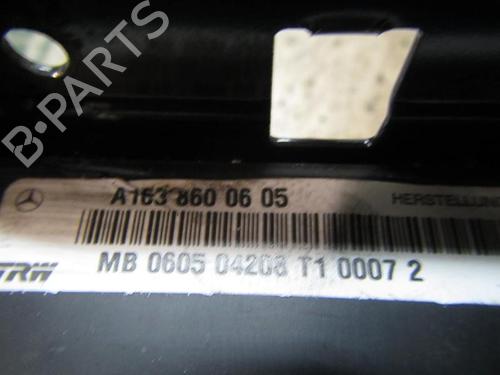 B-PARTS
A163 860 06 05
HERSTELLUNG
MB 0605 04208 T1 0007 2
TRW